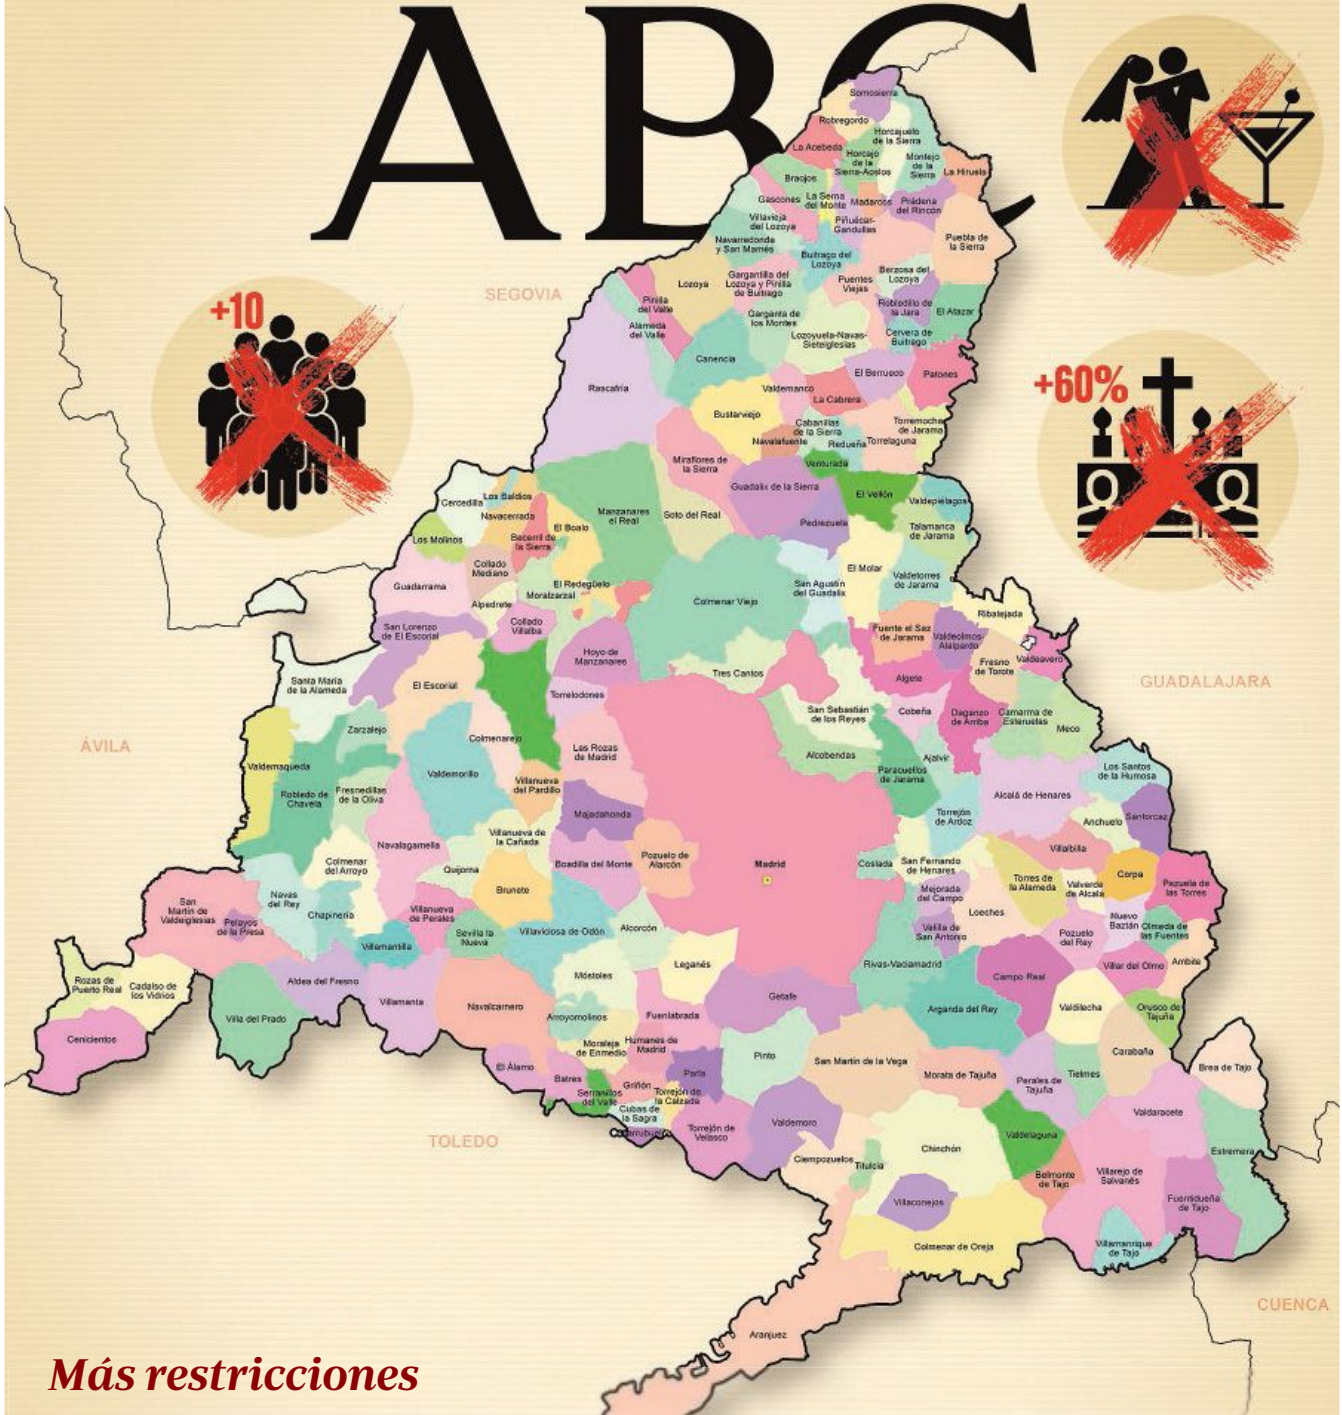 ABC
Somosierra
Robregordo
Horcajuelo
de la Sierra
La Acebeda
Horcajo
de la
Sierra-Aoslos
Montejo
de la
Sierra
La Hiruela
Braojos
Gascones
La Serna
del Monte
Madarcos
Prádena
del Rincón
Villavieja
del Lozoya
Piñuécar-
Gandullas
Puebla de
la Sierra
Navarredonda
y San Mamés
Buitrago del
Lozoya
SEGOVIA
+10
Lozoya
Gargantilla del
Lozoya y Pinilla
de Buitrago
Puentes
Viejas
Berzosa del
Lozoya
Pinilla
del Valle
Robledillo de
la Jara
El Atazar
Alameda
del Valle
Garganta de
los Montes
Lozoyuela-Navas-
Sieteiglesias
Cervera de
Buitrago
Canencia
Rascafría
El Berrueco
Patones
+60%
Valdemanco
La Cabrera
Bustarviejo
Cabanillas
de la Sierra
Torremocha
de Jarama
Navalafuente
Redueña
Torrelaguna
Miraflores de
la Sierra
Venturada
Guadalix de la Sierra
El Vellón
Valdepiélagos
Cercedilla
Los Baldíos
Navacerrada
Manzanares
el Real
Soto del Real
Pedrezuela
Talamanca
de Jarama
El Boalo
Los Molinos
Becerril de
la Sierra
Collado
Mediano
El Molar
Valdetorres
de Jarama
Guadarrama
El Redegüelo
Moralzarzal
San Agustín
del Guadalix
Alpedrete
Colmenar Viejo
Ribatejada
San Lorenzo
de El Escorial
Collado
Villalba
Fuente el Saz
de Jarama
Valdeolmos-
Alalpardo
Hoyo de
Manzanares
Fresno
de Torote
Valdeavero
Santa María
de la Alameda
El Escorial
Tres Cantos
Algete
GUADALAJARA
Torrelodones
San Sebastián
de los Reyes
Cobeña
Daganzo
de Arriba
Camarma de
Esteruelas
Meco
Zarzalejo
ÁVILA
Colmenarejo
Las Rozas
de Madrid
Alcobendas
Ajalvir
Valdemaqueda
Valdemorillo
Paracuellos
de Jarama
Los Santos
de la Humosa
Robledo de
Chavela
Fresnedillas
de la Oliva
Villanueva
del Pardillo
Alcalá de Henares
Majadahonda
Torrejón
de Ardoz
Anchuelo
Santorcaz
Villanueva de
la Cañada
Navalagamella
Villalbilla
Colmenar
del Arroyo
Quijorna
Boadilla del Monte
Pozuelo de
Alarcón
Madrid
Coslada
San Fernando
de Henares
Torres de
la Alameda
Valverde
de Alcalá
Corpa
Pezuela de
las Torres
Brunete
Mejorada
del Campo
San
Martín de
Valdeiglesias
Navas
del Rey
Chapinería
Villanueva
de Perales
Loeches
Nuevo
Baztán
Olmeda de
las Fuentes
Pelayos
de la Presa
Sevilla la
Nueva
Villaviciosa de Odón
Alcorcón
Velilla de
San Antonio
Pozuelo
del Rey
Villamantilla
Leganés
Rivas-Vaciamadrid
Villar del Olmo
Ambite
Rozas de
Puerto Real
Cadalso de
los Vidrios
Aldea del Fresno
Móstoles
Campo Real
Villamanta
Navalcarnero
Getafe
Arganda del Rey
Valdilecha
Orusco de
Tajuña
Villa del Prado
Arroyomolinos
Fuenlabrada
Cenicientos
Moraleja
de Enmedio
Humanes de
Madrid
Pinto
San Martín de la Vega
Carabaña
Brea de Tajo
El Álamo
Batres
Parla
Morata de Tajuña
Perales de
Tajuña
Tielmes
Serranillos
del Valle
Griñón
Torrejón de
la Calzada
Cubas de
la Sagra
Valdaracete
TOLEDO
Torrejón de
Velasco
Valdemoro
Valdelaguna
Chinchón
Estremera
Ciempozuelos
Titulcia
Belmonte
de Tajo
Villarejo de
Salvanés
Villaconejos
Fuentidueña
de Tajo
Colmenar de Oreja
Villamanrique
de Tajo
CUENCA
Aranjuez
Más restricciones